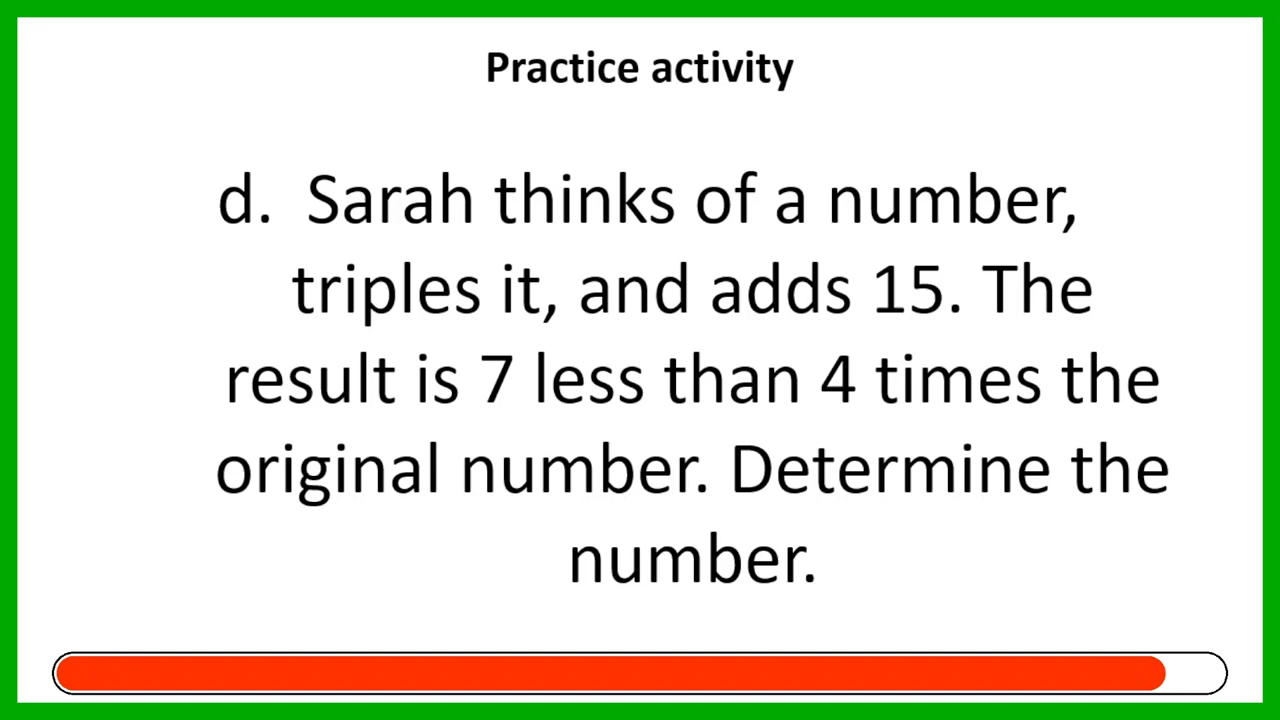 Practice activity
d. Sarah thinks of a number,
triples it, and adds 15. The
result is 7 less than 4 times the
original number. Determine the
number.